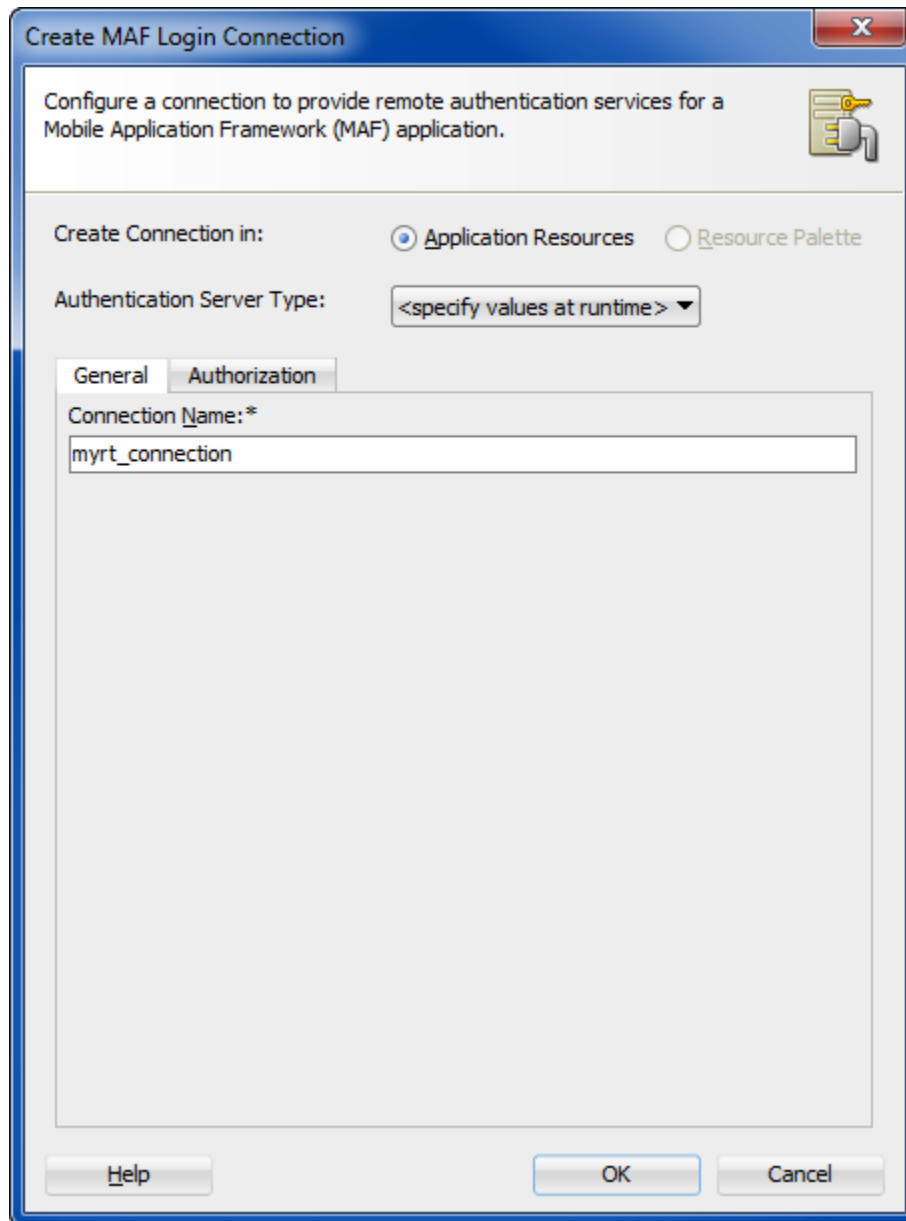 Create MAF Login Connection
Configure a connection to provide remote authentication services for a
Mobile Application Framework (MAF) application.
Create Connection in: Application Resources Resource Palette
Authentication Server Type: <specify values at runtime>
General Authorization
Connection Name:*
myrt_connection
Help OK Cancel